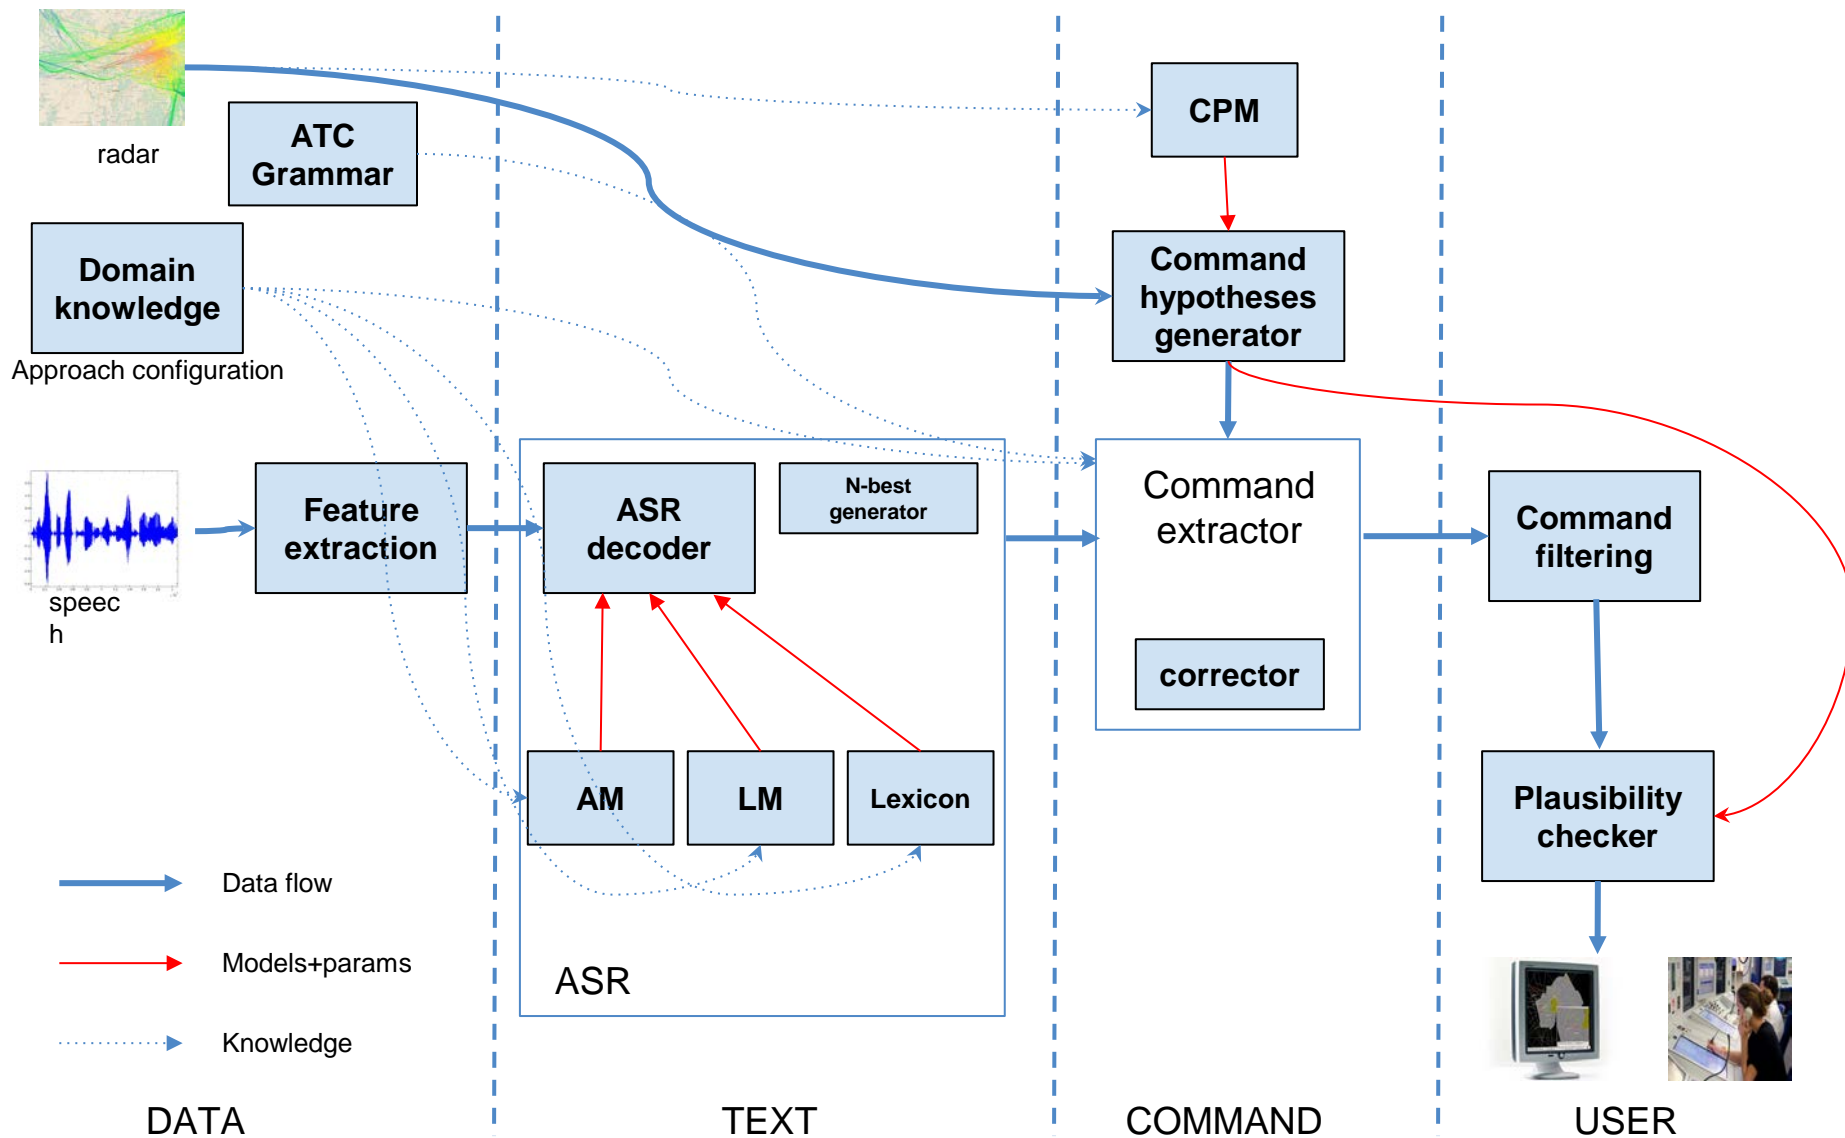 radar
ATC
Grammar
CPM
Domain
knowledge
Approach configuration
Command
hypotheses
generator
speec
h
Feature
extraction
ASR
decoder
N-best
generator
Command
extractor
corrector
Command
filtering
AM
LM
Lexicon
Plausibility
checker
Data flow
Models+params
Knowledge
ASR
DATA
TEXT
COMMAND
USER